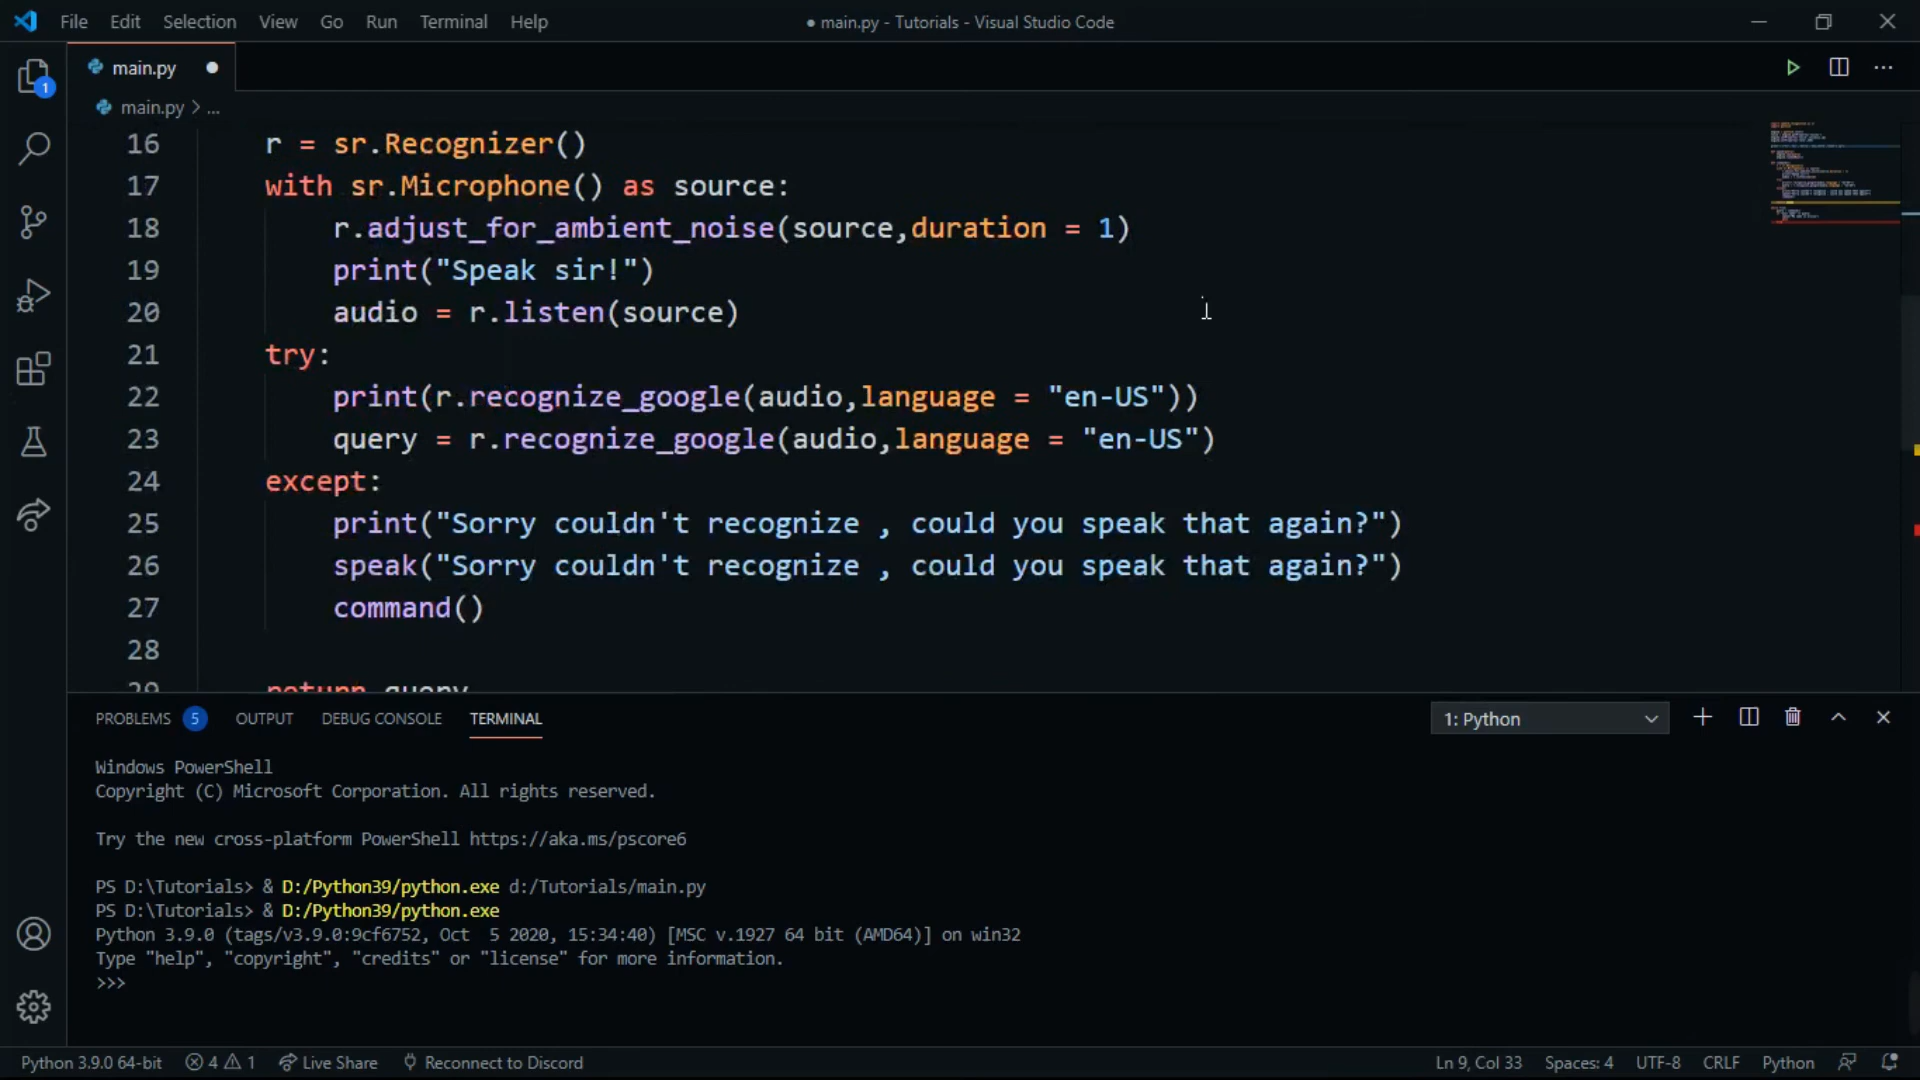 File Edit Selection View Go Run Terminal Help
● main.py - Tutorials - Visual Studio Code
main.py ●
1
main.py > ...
16 r = sr.Recognizer()
17 with sr.Microphone() as source:
18 r.adjust_for_ambient_noise(source,duration = 1)
19 print("Speak sir!")
20 audio = r.listen(source)
21 try:
22 print(r.recognize_google(audio,language = "en-US"))
23 query = r.recognize_google(audio,language = "en-US")
24 except:
25 print("Sorry couldn't recognize , could you speak that again?")
26 speak("Sorry couldn't recognize , could you speak that again?")
27 command()
28
29 return query
PROBLEMS 5 OUTPUT DEBUG CONSOLE TERMINAL
1: Python
Windows PowerShell
Copyright (C) Microsoft Corporation. All rights reserved.
Try the new cross-platform PowerShell https://aka.ms/pscore6
PS D:\Tutorials> & D:/Python39/python.exe d:/Tutorials/main.py
PS D:\Tutorials> & D:/Python39/python.exe
Python 3.9.0 (tags/v3.9.0:9cf6752, Oct  5 2020, 15:34:40) [MSC v.1927 64 bit (AMD64)] on win32
Type "help", "copyright", "credits" or "license" for more information.
>>>
Python 3.9.0 64-bit 4 1 Live Share Reconnect to Discord
Ln 9, Col 33 Spaces: 4 UTF-8 CRLF Python